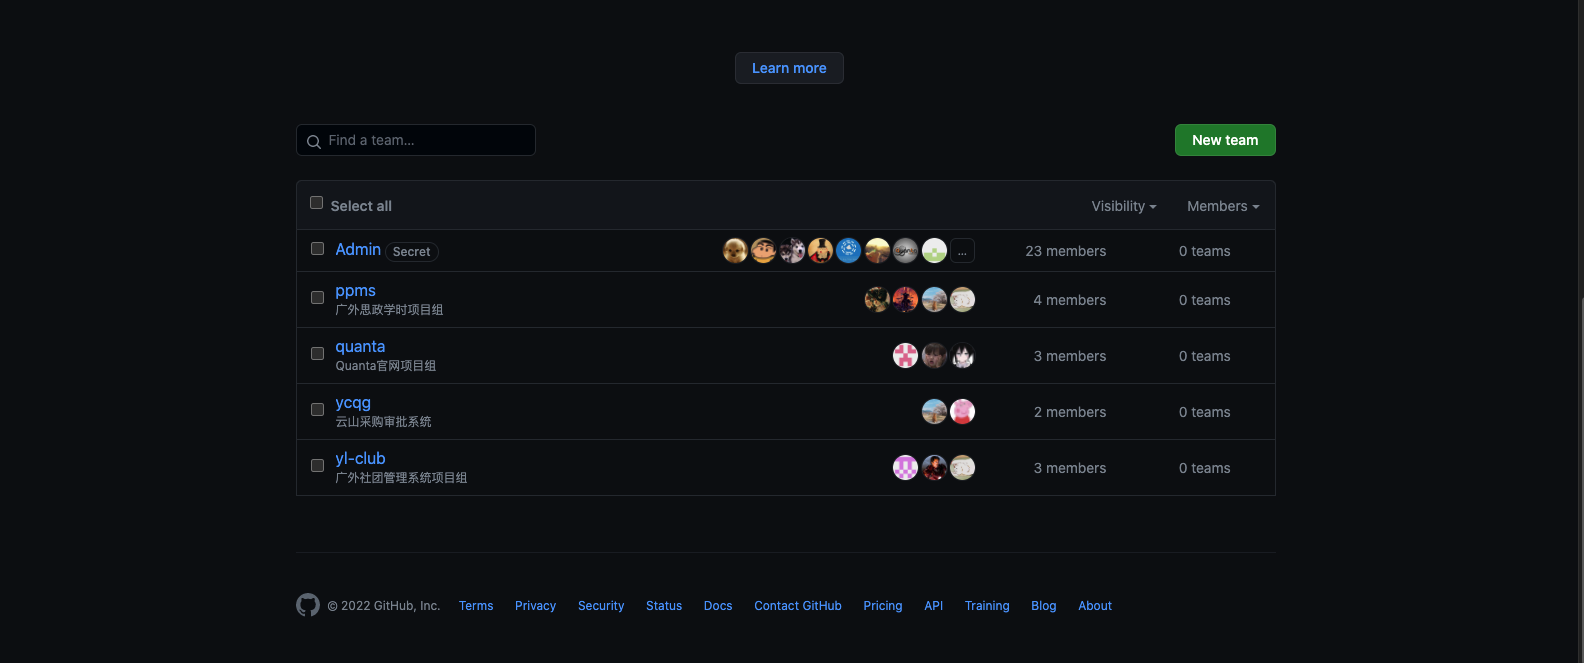 Learn more
Find a team...
New team
Select all
Visibility
Members
Admin
Secret
...
23 members
0 teams
ppms
广外思政学时项目组
4 members
0 teams
quanta
Quanta官网项目组
3 members
0 teams
ycqg
云山采购审批系统
2 members
0 teams
yl-club
广外社团管理系统项目组
3 members
0 teams
© 2022 GitHub, Inc.
Terms
Privacy
Security
Status
Docs
Contact GitHub
Pricing
API
Training
Blog
About